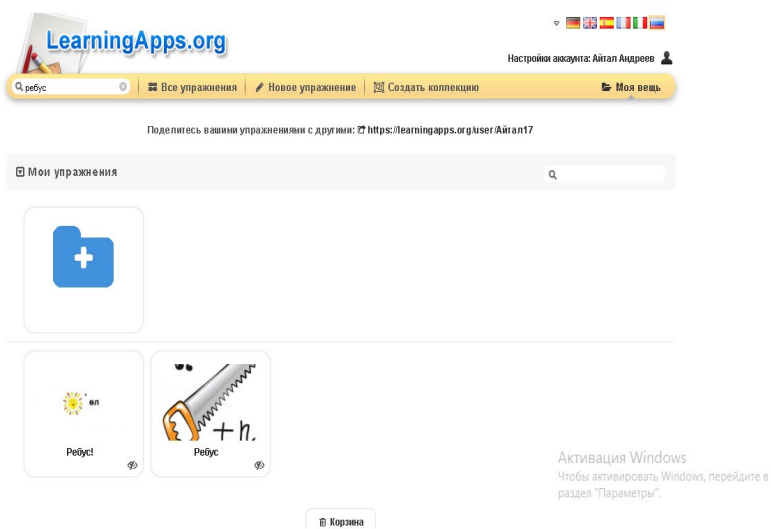 LearningApps.org
Настройки аккаунта: Айтал Андреев
ребус
Все упражнения
Новое упражнение
Создать коллекцию
Моя вещь
Поделитесь вашими упражнениями с другими: https://learningapps.org/user/Айтал17
Мои упражнения
' өл
+ н.
Ребус!
Ребус
Корзина
Активация Windows
Чтобы активировать Windows, перейдите в
раздел "Параметры".